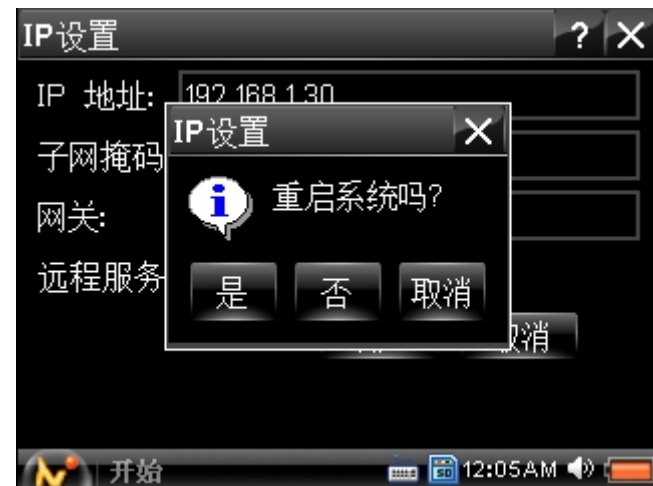 IP设置 ? X
IP 地址: 192.168.1.30
IP设置 X
子网掩码
重启系统吗?
网关:
远程服务
是 否 取消
取消
开始 SD 12:05AM